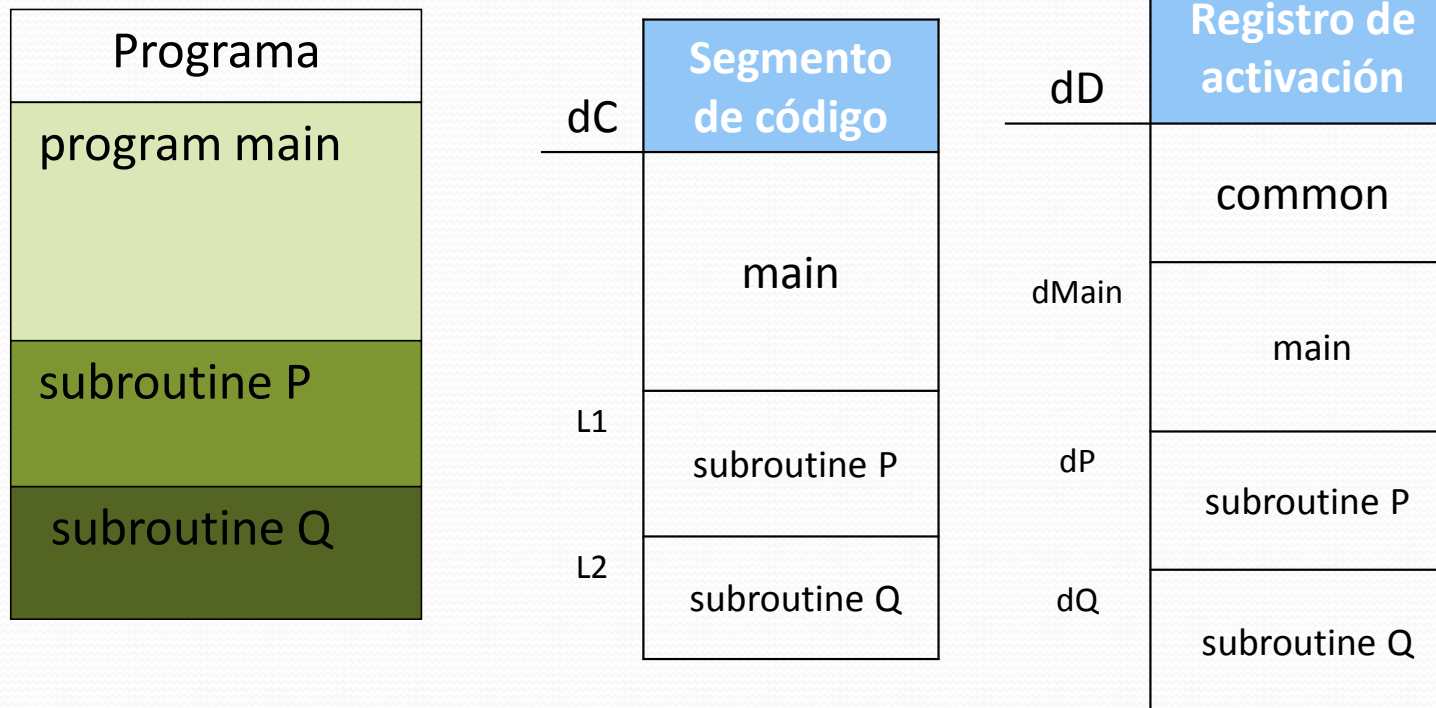 Programa
program main
subroutine P
subroutine Q
dC
Segmento
de código
main
L1
subroutine P
L2
subroutine Q
dD
Registro de
activación
common
dMain
main
dP
subroutine P
dQ
subroutine Q